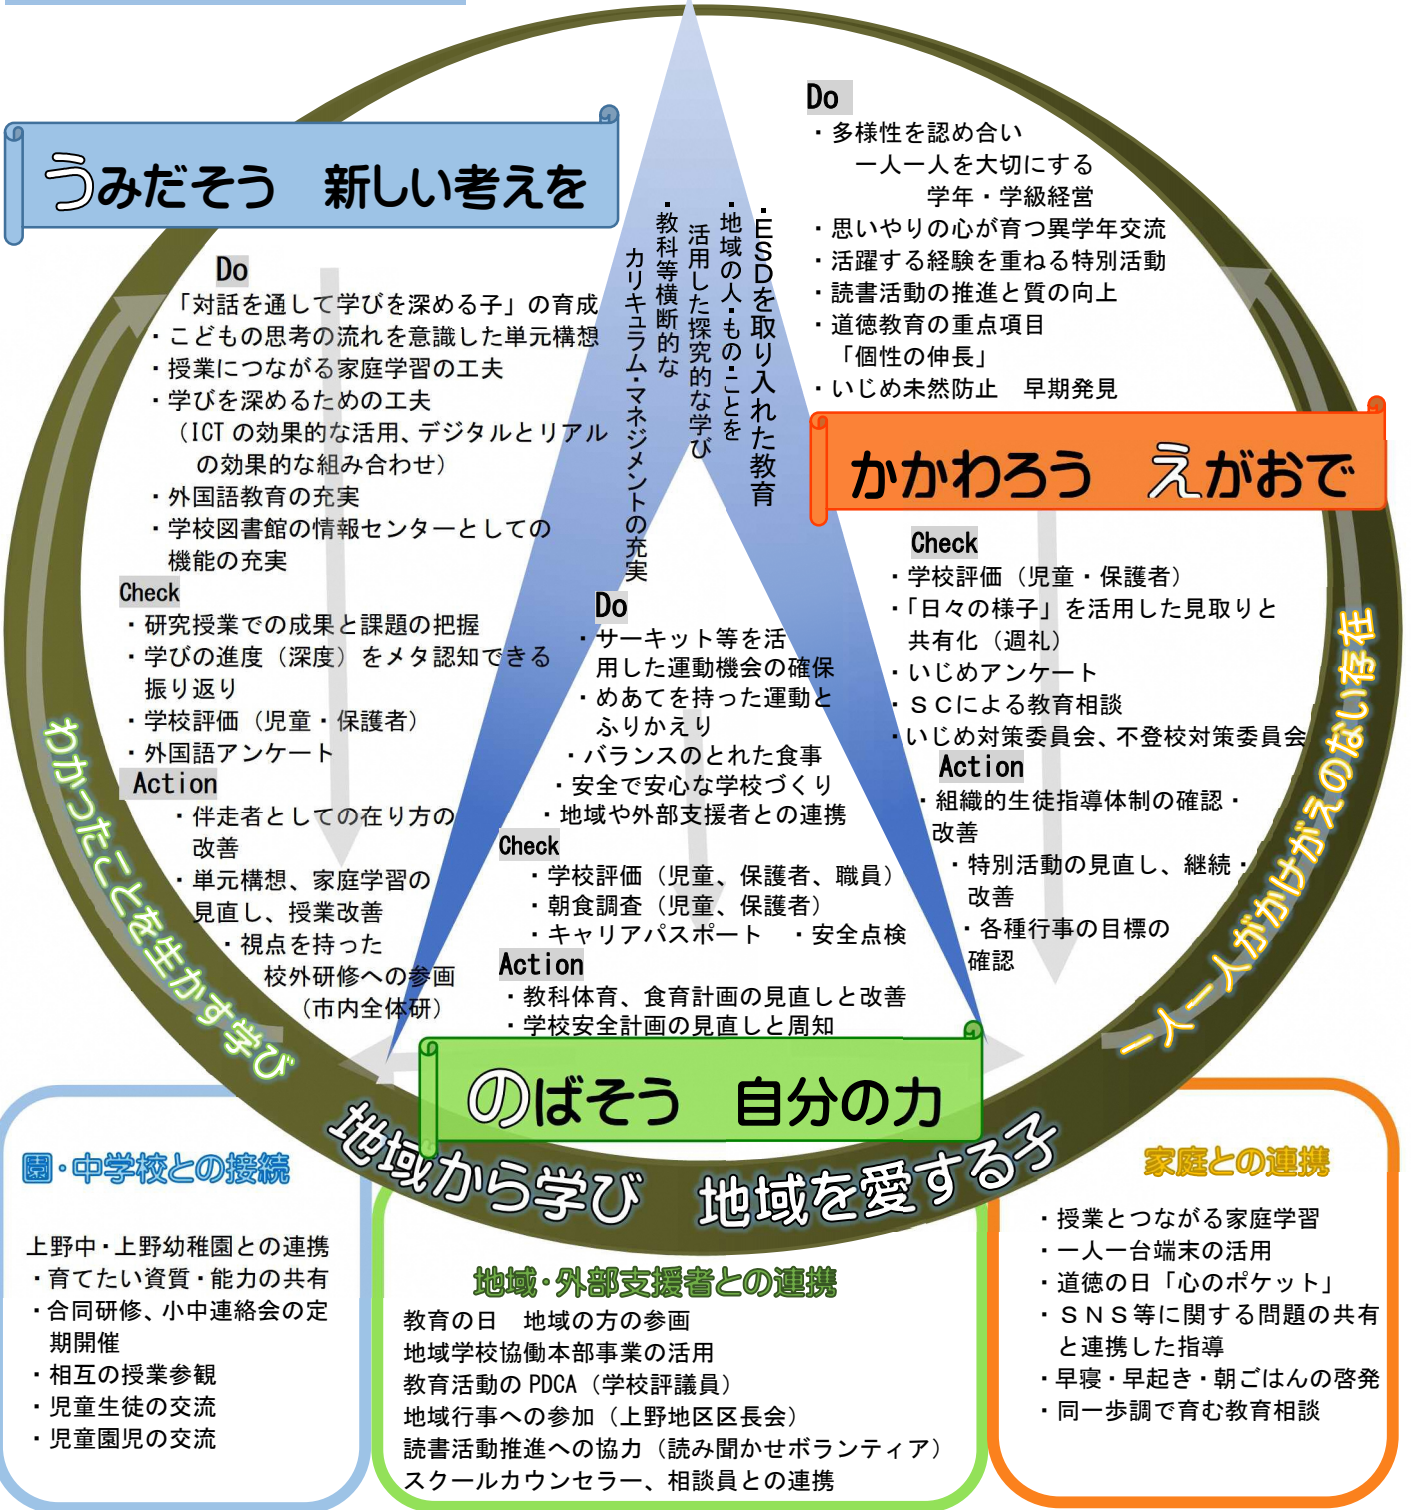 うみだそう　新しい考えを
Do
「対話を通して学びを深める子」の育成
・こどもの思考の流れを意識した単元構想
・授業につながる家庭学習の工夫
・学びを深めるための工夫
（ICT の効果的な活用、デジタルとリアル
の効果的な組み合わせ）
・外国語教育の充実
・学校図書館の情報センターとしての
機能の充実
Check
・研究授業での成果と課題の把握
・学びの進度（深度）をメタ認知できる
振り返り
・学校評価（児童・保護者）
・外国語アンケート
Action
・伴走者としての在り方の
改善
・単元構想、家庭学習の
見直し、授業改善
・視点を持った
校外研修への参画
（市内全体研）
・ESDを取り入れた教育
・地域の人・もの・ことを
活用した探究的な学び
・教科等横断的な
カリキュラム・マネジメントの充実
Do
・多様性を認め合い
一人一人を大切にする
学年・学級経営
・思いやりの心が育つ異学年交流
・活躍する経験を重ねる特別活動
・読書活動の推進と質の向上
・道徳教育の重点項目
「個性の伸長」
・いじめ未然防止　早期発見
かかわろう　えがおで
Check
・学校評価（児童・保護者）
・「日々の様子」を活用した見取りと
共有化（週礼）
・いじめアンケート
・ＳＣによる教育相談
・いじめ対策委員会、不登校対策委員会
Action
・組織的生徒指導体制の確認・
改善
・特別活動の見直し、継続・
改善
・各種行事の目標の
確認
Do
・サーキット等を活
用した運動機会の確保
・めあてを持った運動と
ふりかえり
・バランスのとれた食事
・安全で安心な学校づくり
・地域や外部支援者との連携
Check
・学校評価（児童、保護者、職員）
・朝食調査（児童、保護者）
・キャリアパスポート　・安全点検
Action
・教科体育、食育計画の見直しと改善
・学校安全計画の見直しと周知
のばそう　自分の力
わかったことを生かす学び
地域から学び　地域を愛する子
一人一人がかけがえのない存在
園・中学校との接続
上野中・上野幼稚園との連携
・育てたい資質・能力の共有
・合同研修、小中連絡会の定
期開催
・相互の授業参観
・児童生徒の交流
・児童園児の交流
地域・外部支援者との連携
教育の日　地域の方の参画
地域学校協働本部事業の活用
教育活動の PDCA（学校評議員）
地域行事への参加（上野地区区長会）
読書活動推進への協力（読み聞かせボランティア）
スクールカウンセラー、相談員との連携
家庭との連携
・授業とつながる家庭学習
・一人一台端末の活用
・道徳の日「心のポケット」
・ＳＮＳ等に関する問題の共有
と連携した指導
・早寝・早起き・朝ごはんの啓発
・同一歩調で育む教育相談